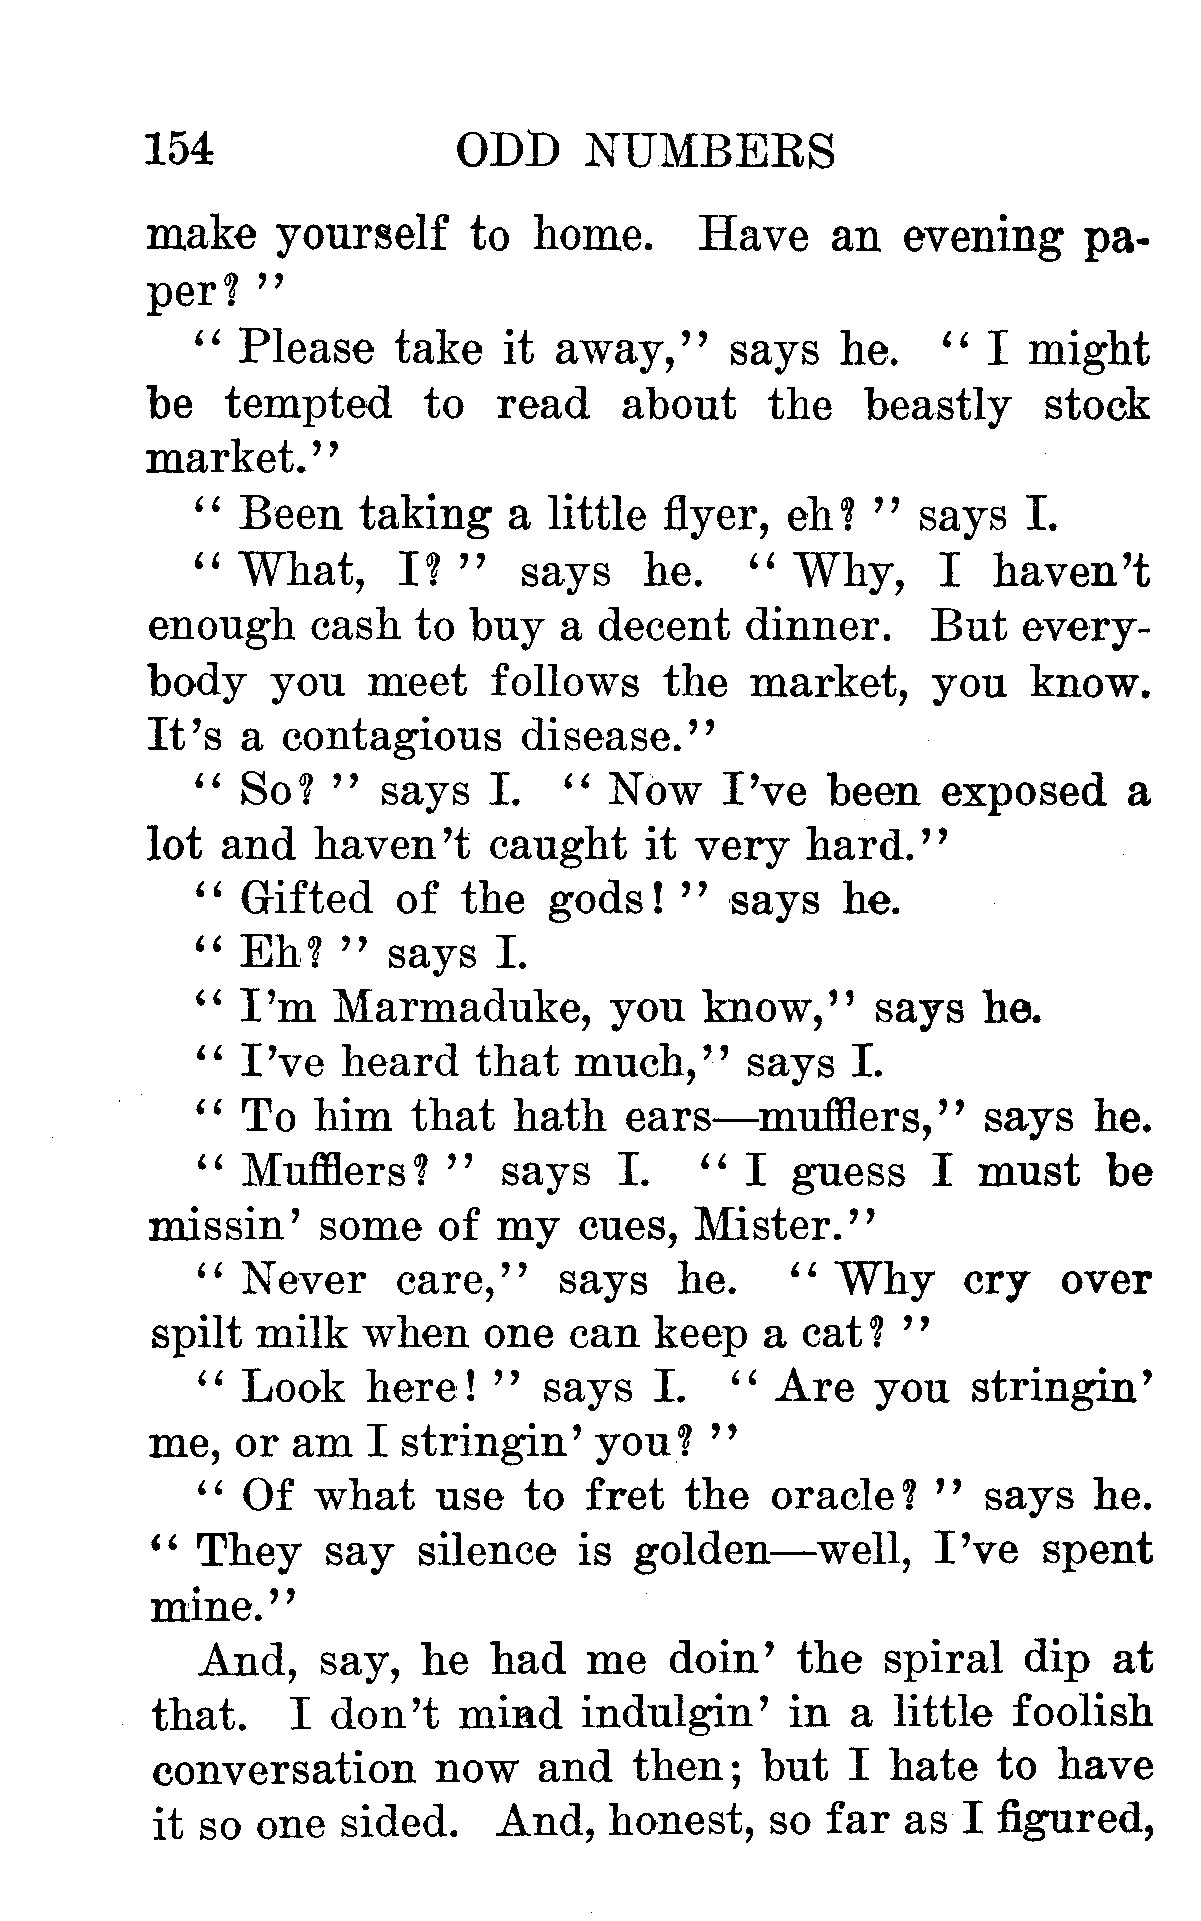 154 ODD NUMBERS
make yourself to home. Have an evening pa-
per? ”
“ Please take it away,” says he. “ I might
be tempted to read about the beastly stock
market.”
“ Been taking a little flyer, eh? ” says I.
“ What, I? ” says he. “ Why, I haven’t
enough cash to buy a decent dinner. But every-
body you meet follows the market, you know.
It’s a contagious disease.”
“ So? ” says I. “ Now I’ve been exposed a
lot and haven’t caught it very hard.”
“ Gifted of the gods! ” says he.
“ Eh? ” says I.
“ I’m Marmaduke, you know,” says he.
“ I’ve heard that much,” says I.
“ To him that hath ears—mufflers,” says he.
“ Mufflers? ” says I. “ I guess I must be
missin’ some of my cues, Mister.”
“ Never care,” says he. “ Why cry over
spilt milk when one can keep a cat? ”
“ Look here! ” says I. “ Are you stringin’
me, or am I stringin’ you? ”
“ Of what use to fret the oracle? ” says he.
“ They say silence is golden—well, I’ve spent
mine.”
And, say, he had me doin’ the spiral dip at
that. I don’t mind indulgin’ in a little foolish
conversation now and then; but I hate to have
it so one sided. And, honest, so far as I figured,